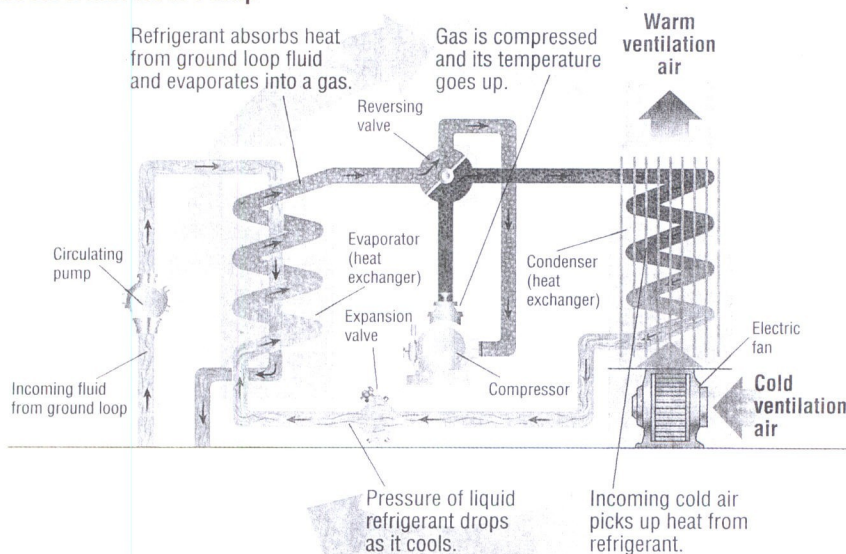 Refrigerant absorbs heat
from ground loop fluid
and evaporates into a gas.
Gas is compressed
and its temperature
goes up.
Warm
ventilation
air
Reversing
valve
Circulating
pump
Evaporator
(heat
exchanger)
Condenser
(heat
exchanger)
Expansion
valve
Electric
fan
Incoming fluid
from ground loop
Compressor
Cold
ventilation
air
Pressure of liquid
refrigerant drops
as it cools.
Incoming cold air
picks up heat from
refrigerant.